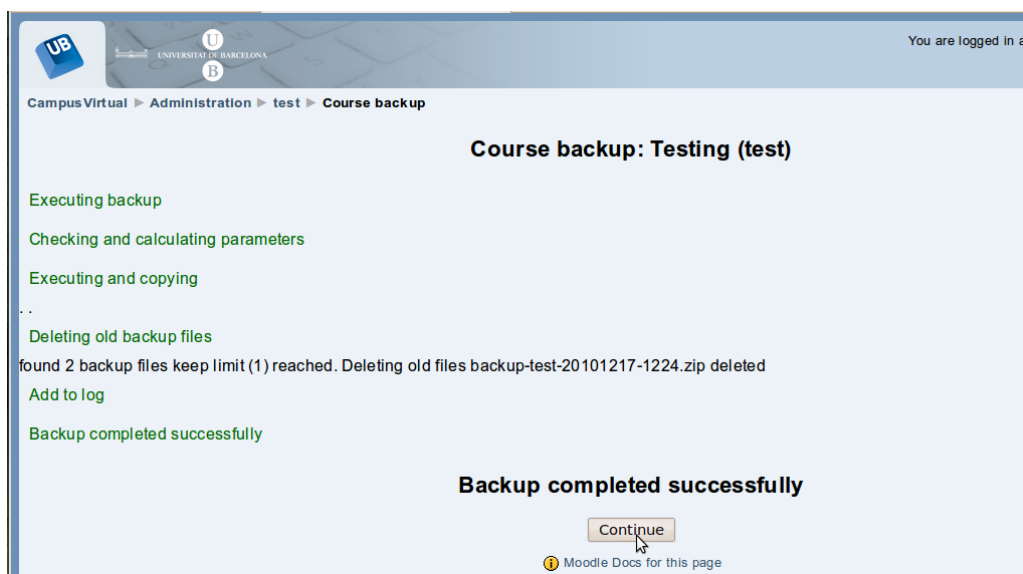 UB
U
UNIVERSITAT DE BARCELONA
B
You are logged in a
CampusVirtual ► Administration ► test ► Course backup
Course backup: Testing (test)
Executing backup
Checking and calculating parameters
Executing and copying
. .
Deleting old backup files
found 2 backup files keep limit (1) reached. Deleting old files backup-test-20101217-1224.zip deleted
Add to log
Backup completed successfully
Backup completed successfully
Continue
Moodle Docs for this page